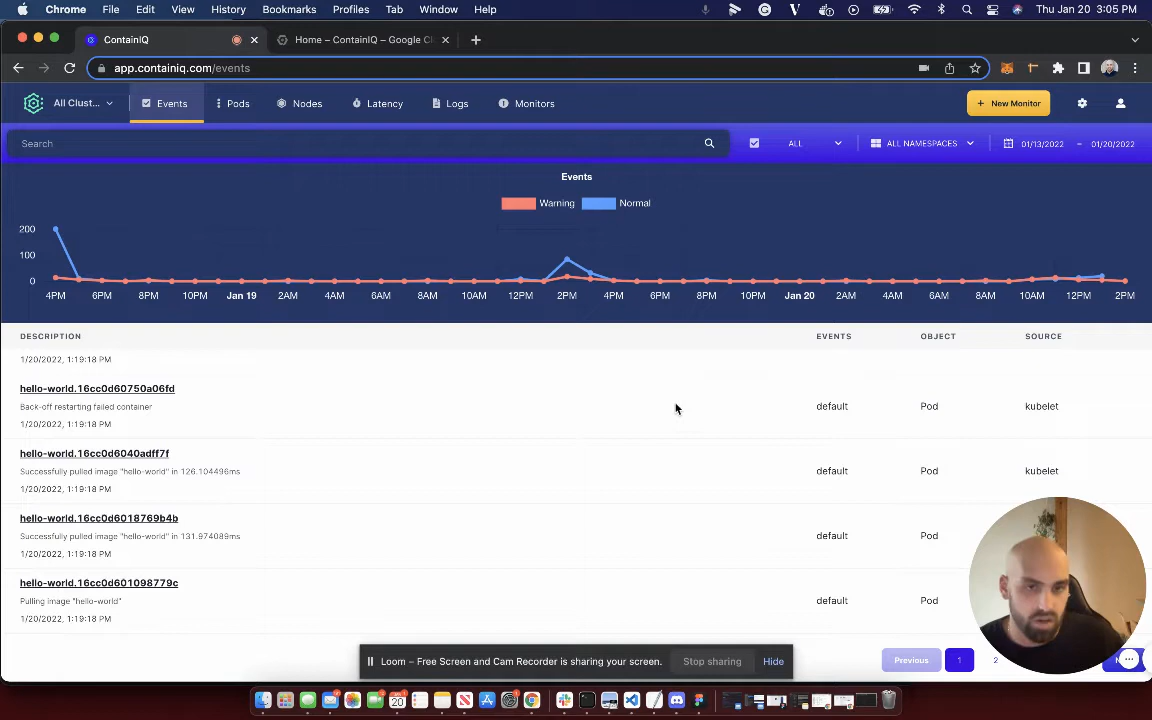 Chrome File Edit View History Bookmarks Profiles Tab Window Help Thu Jan 20 3:05 PM
ContainIQ
Home – ContainIQ – Google Cl
app.containiq.com/events
All Clust...
Events
Pods
Nodes
Latency
Logs
Monitors
+ New Monitor
Search
ALL
ALL NAMESPACES
01/13/2022 – 01/20/2022
Events
Warning Normal
200
100
0
4PM 6PM 8PM 10PM Jan 19 2AM 4AM 6AM 8AM 10AM 12PM 2PM 4PM 6PM 8PM 10PM Jan 20 2AM 4AM 6AM 8AM 10AM 12PM 2PM
DESCRIPTION EVENTS OBJECT SOURCE
1/20/2022, 1:19:18 PM
hello-world.16cc0d60750a06fd
Back-off restarting failed container
1/20/2022, 1:19:18 PM
default Pod kubelet
hello-world.16cc0d6040adff7f
Successfully pulled image "hello-world" in 126.104496ms
1/20/2022, 1:19:18 PM
default Pod kubelet
hello-world.16cc0d6018769b4b
Successfully pulled image "hello-world" in 131.974089ms
1/20/2022, 1:19:18 PM
default Pod
hello-world.16cc0d601098779c
Pulling image "hello-world"
1/20/2022, 1:19:18 PM
default Pod
Loom – Free Screen and Cam Recorder is sharing your screen.
Stop sharing
Hide
Previous 1 2